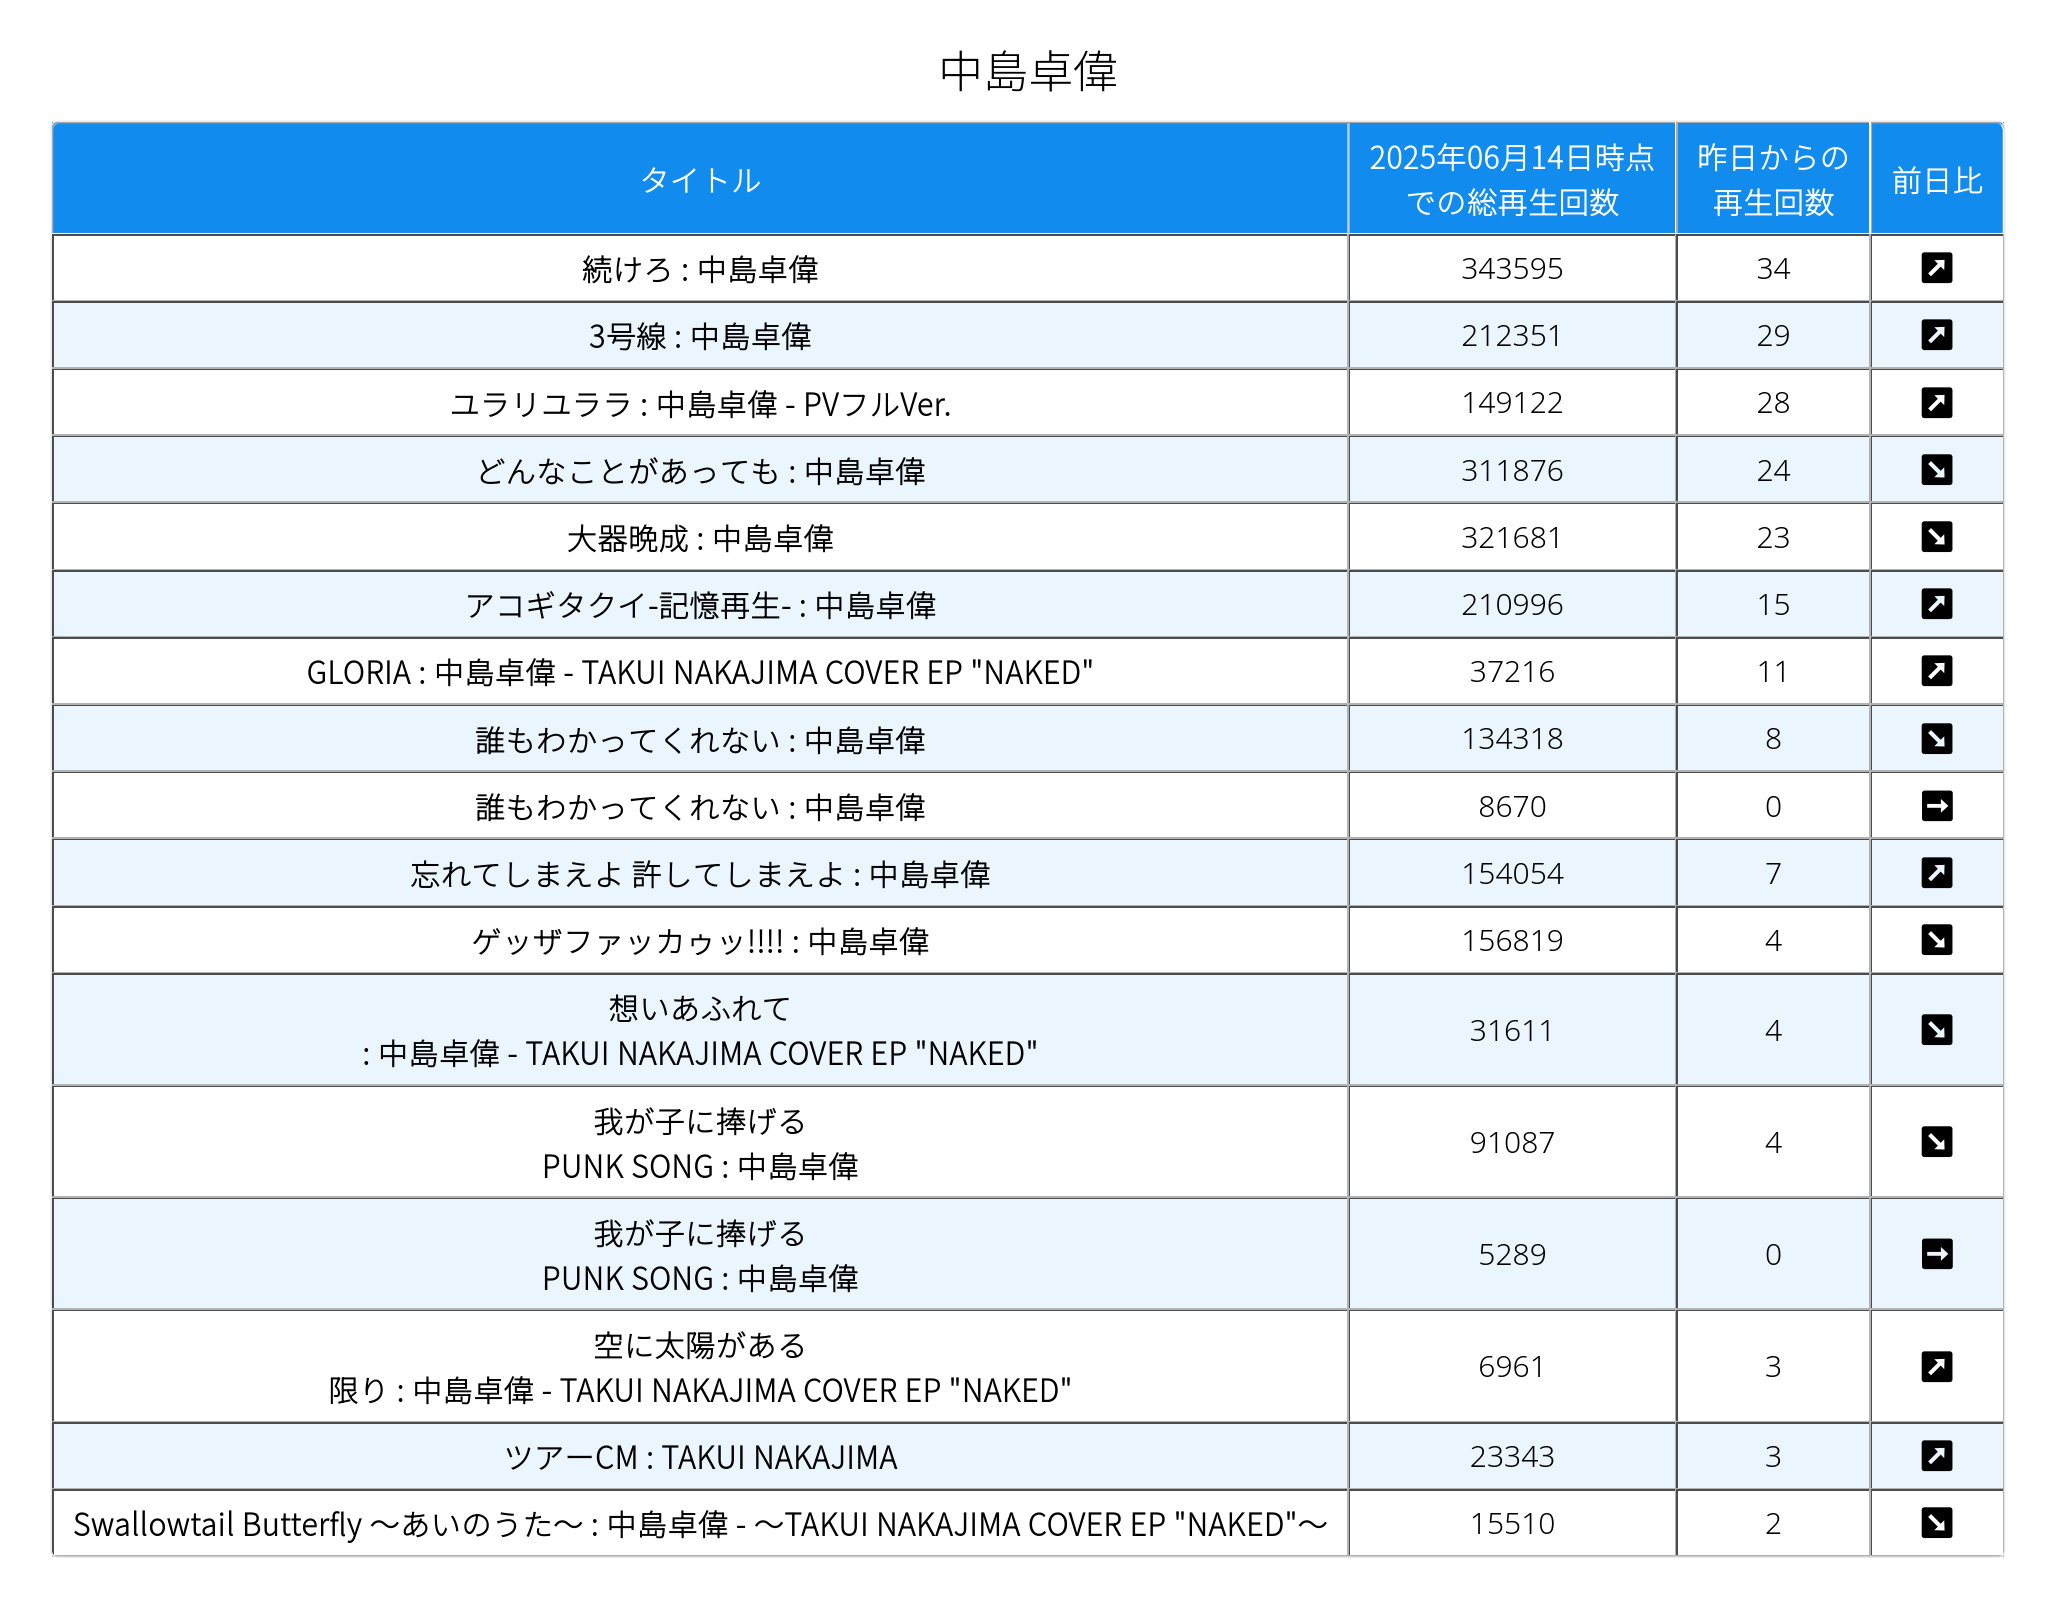 中島卓偉
タイトル
2025年06月14日時点
での総再生回数
昨日からの
再生回数
前日比
続けろ : 中島卓偉 343595 34 ↗
3号線 : 中島卓偉 212351 29 ↗
ユラリユララ : 中島卓偉 - PVフルVer. 149122 28 ↗
どんなことがあっても : 中島卓偉 311876 24 ↘
大器晩成 : 中島卓偉 321681 23 ↘
アコギタクイ-記憶再生- : 中島卓偉 210996 15 ↗
GLORIA : 中島卓偉 - TAKUI NAKAJIMA COVER EP "NAKED" 37216 11 ↗
誰もわかってくれない : 中島卓偉 134318 8 ↘
誰もわかってくれない : 中島卓偉 8670 0 →
忘れてしまえよ 許してしまえよ : 中島卓偉 154054 7 ↗
ゲッザファッカゥッ!!!! : 中島卓偉 156819 4 ↘
想いあふれて
: 中島卓偉 - TAKUI NAKAJIMA COVER EP "NAKED" 31611 4 ↘
我が子に捧げる
PUNK SONG : 中島卓偉 91087 4 ↘
我が子に捧げる
PUNK SONG : 中島卓偉 5289 0 →
空に太陽がある
限り : 中島卓偉 - TAKUI NAKAJIMA COVER EP "NAKED" 6961 3 ↗
ツアーCM : TAKUI NAKAJIMA 23343 3 ↗
Swallowtail Butterfly 〜あいのうた〜 : 中島卓偉 - 〜TAKUI NAKAJIMA COVER EP "NAKED"〜 15510 2 ↘